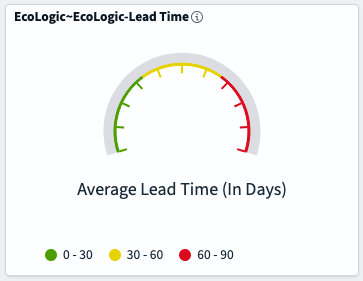 EcoLogic~EcoLogic-Lead Time
Average Lead Time (In Days)
0 - 30 30 - 60 60 - 90